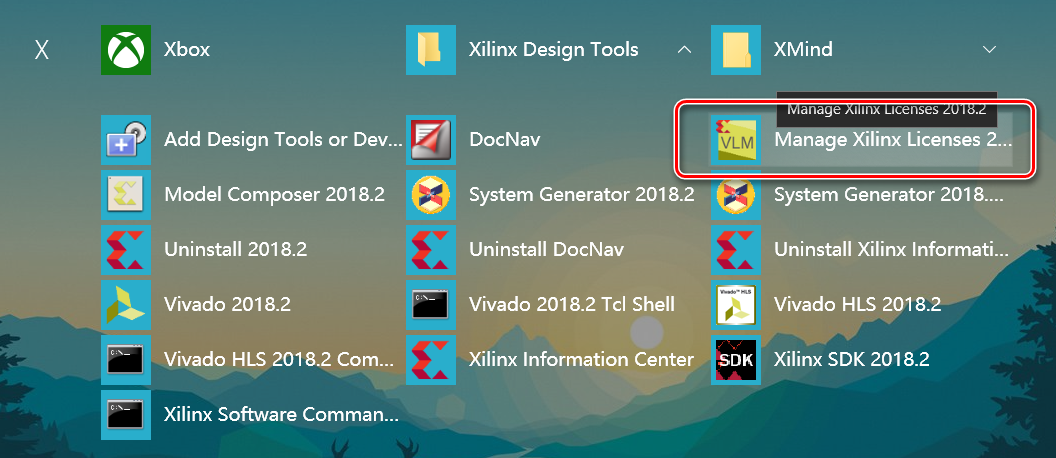 X
Xbox
Xilinx Design Tools
XMind
Manage Xilinx Licenses 2018.2
Add Design Tools or Dev...
DocNav
VLM
Manage Xilinx Licenses 2...
Model Composer 2018.2
System Generator 2018.2
System Generator 2018....
Uninstall 2018.2
Uninstall DocNav
Uninstall Xilinx Informati...
Vivado 2018.2
C:\._
Vivado 2018.2 Tcl Shell
Vivado™ HLS
Vivado HLS 2018.2
C:\._
Vivado HLS 2018.2 Com...
Xilinx Information Center
SDK
Xilinx SDK 2018.2
C:\._
Xilinx Software Comman...